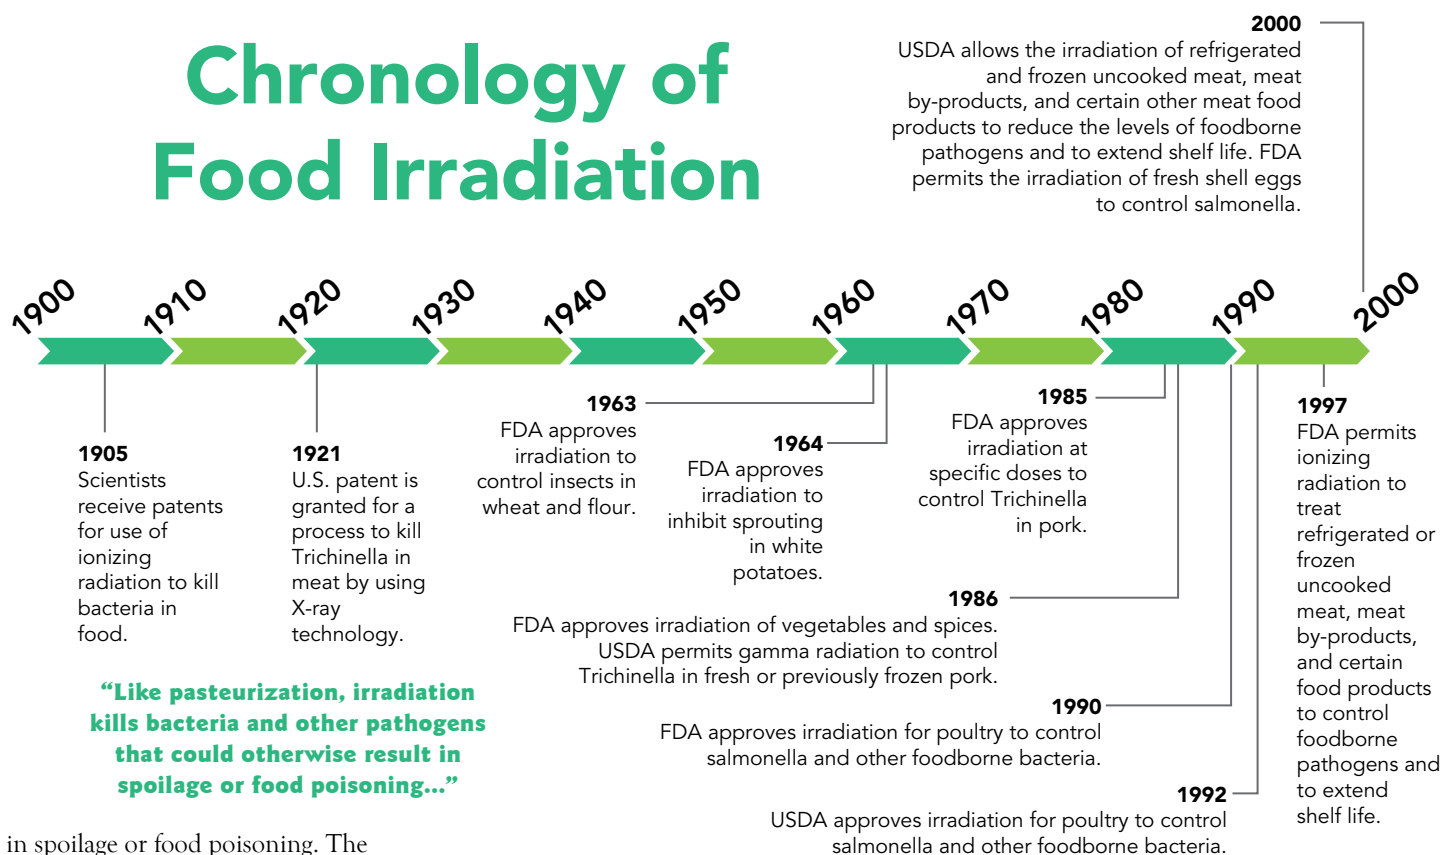 Chronology of
Food Irradiation
2000
USDA allows the irradiation of refrigerated
and frozen uncooked meat, meat
by-products, and certain other meat food
products to reduce the levels of foodborne
pathogens and to extend shelf life. FDA
permits the irradiation of fresh shell eggs
to control salmonella.
1900
1910
1920
1930
1940
1950
1960
1970
1980
1990
2000
1905
Scientists
receive patents
for use of
ionizing
radiation to kill
bacteria in
food.
1921
U.S. patent is
granted for a
process to kill
Trichinella in
meat by using
X-ray
technology.
1963
FDA approves
irradiation to
control insects in
wheat and flour.
1964
FDA approves
irradiation to
inhibit sprouting
in white
potatoes.
1985
FDA approves
irradiation at
specific doses to
control Trichinella
in pork.
1986
FDA approves irradiation of vegetables and spices.
USDA permits gamma radiation to control
Trichinella in fresh or previously frozen pork.
1990
FDA approves irradiation for poultry to control
salmonella and other foodborne bacteria.
1992
USDA approves irradiation for poultry to control
salmonella and other foodborne bacteria.
1997
FDA permits
ionizing
radiation to
treat
refrigerated or
frozen
uncooked
meat, meat
by-products,
and certain
food products
to control
foodborne
pathogens and
to extend
shelf life.
“Like pasteurization, irradiation
kills bacteria and other pathogens
that could otherwise result in
spoilage or food poisoning...”
in spoilage or food poisoning. The